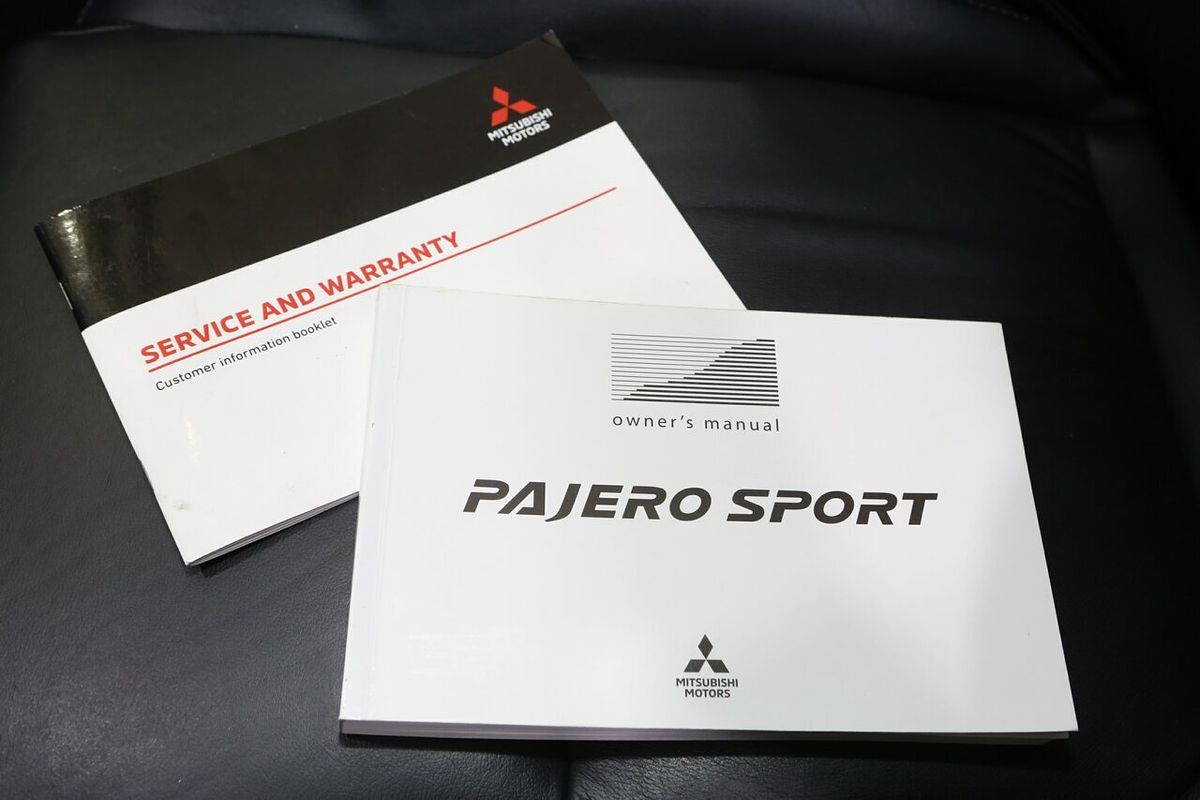 MITSUBISHI
MOTORS
SERVICE AND WARRANTY
Customer information booklet
owner's manual
PAJERO SPORT
MITSUBISHI
MOTORS